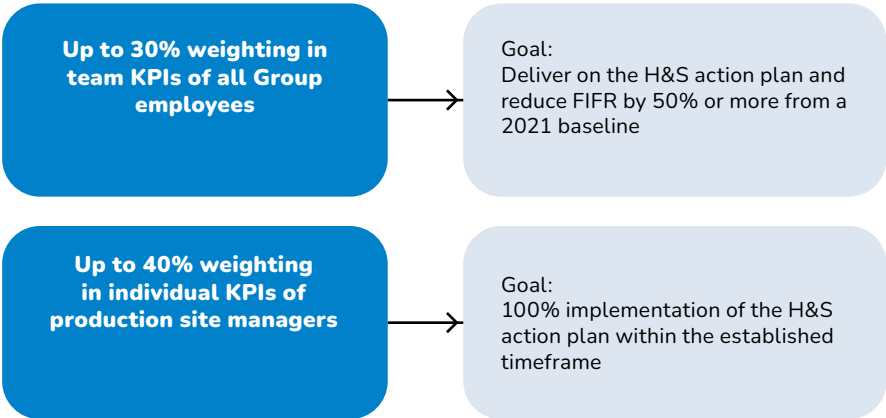 Up to 30% weighting in
team KPIs of all Group
employees
Goal:
Deliver on the H&S action plan and
reduce FIFR by 50% or more from a
2021 baseline
Up to 40% weighting
in individual KPIs of
production site managers
Goal:
100% implementation of the H&S
action plan within the established
timeframe